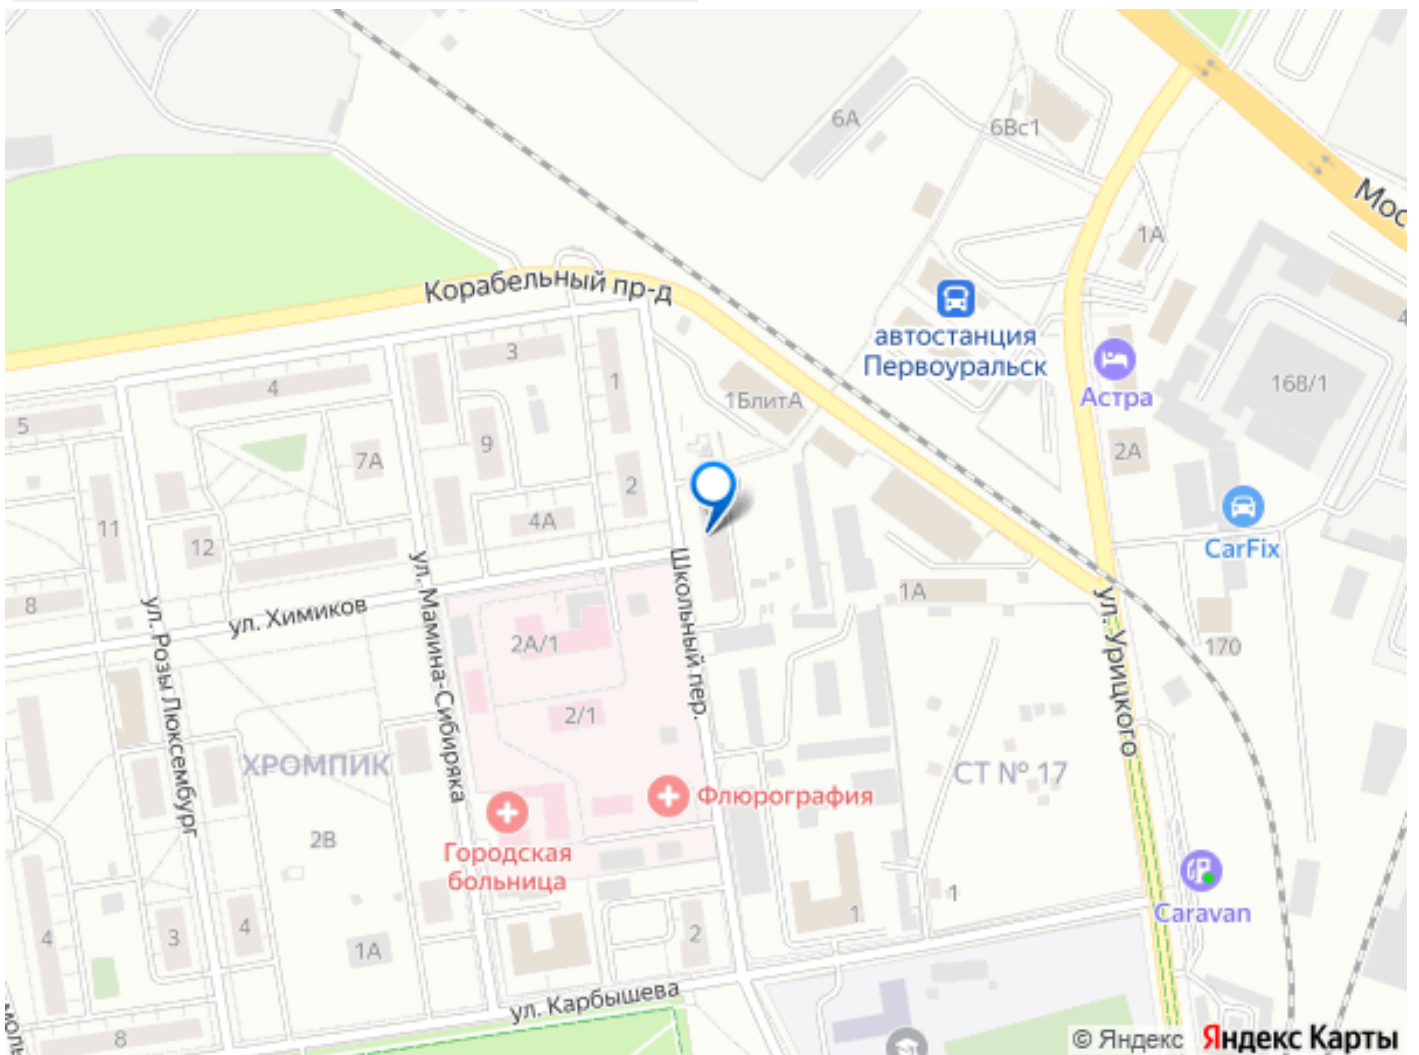 6А
6Вс1
Мос
1А
Корабельный пр-д
автостанция
Первоуральск
Астра
168/1
4
3
1
4
5
1БлитА
9
7А
2
2А
4А
11
12
CarFix
8
ул. Химиков
ул. Розы Люксембург
ул. Мамина-Сибиряка
Школьный пер.
1А
ул. Урицкого
170
2А/1
2/1
ХРОМПИК
СТ № 17
Флюрография
2В
Городская
больница
Caravan
1
1
4
3
4
1А
2
ул. Карбышева
8
© Яндекс Яндекс Карты